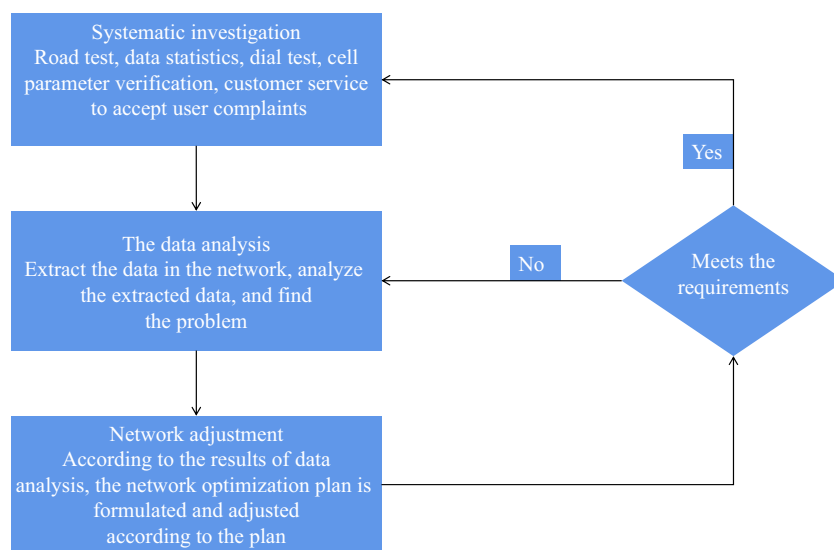 Systematic investigation
Road test, data statistics, dial test, cell
parameter verification, customer service
to accept user complaints
Yes
The data analysis
Extract the data in the network, analyze
the extracted data, and find
the problem
No
Meets the
requirements
Network adjustment
According to the results of data
analysis, the network optimization plan is
formulated and adjusted
according to the plan